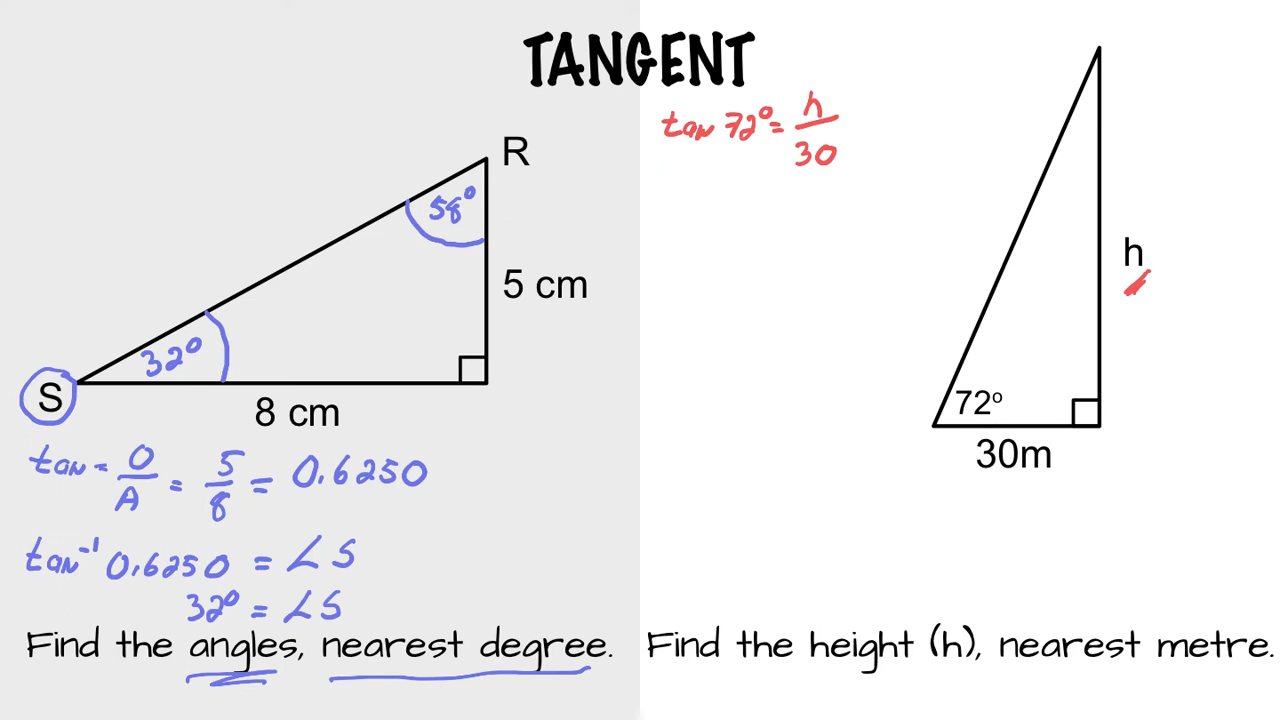 TANGENT
R
58°
5 cm
32°
S
8 cm
tan = O/A = 5/8 = 0.6250
tan⁻¹ 0.6250 = ∠S
32° = ∠S
Find the angles, nearest degree.
tan 72° = h/30
h
72°
30m
Find the height (h), nearest metre.